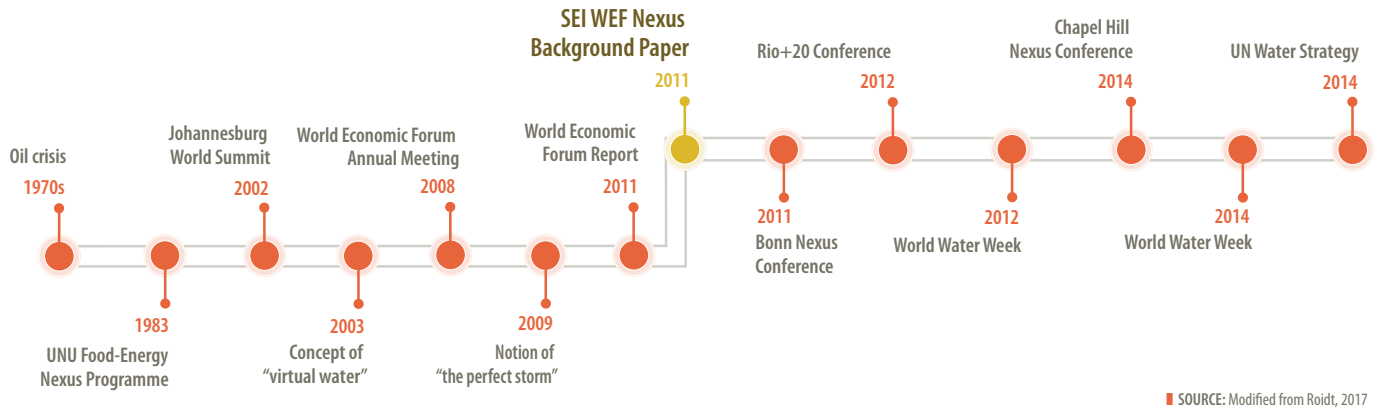 Oil crisis
1970s
1983
UNU Food-Energy
Nexus Programme
Johannesburg
World Summit
2002
2003
Concept of
“virtual water”
World Economic Forum
Annual Meeting
2008
2009
Notion of
“the perfect storm”
World Economic
Forum Report
2011
SEI WEF Nexus
Background Paper
2011
2011
Bonn Nexus
Conference
Rio+20 Conference
2012
2012
World Water Week
Chapel Hill
Nexus Conference
2014
2014
World Water Week
UN Water Strategy
2014
SOURCE: Modified from Roidt, 2017